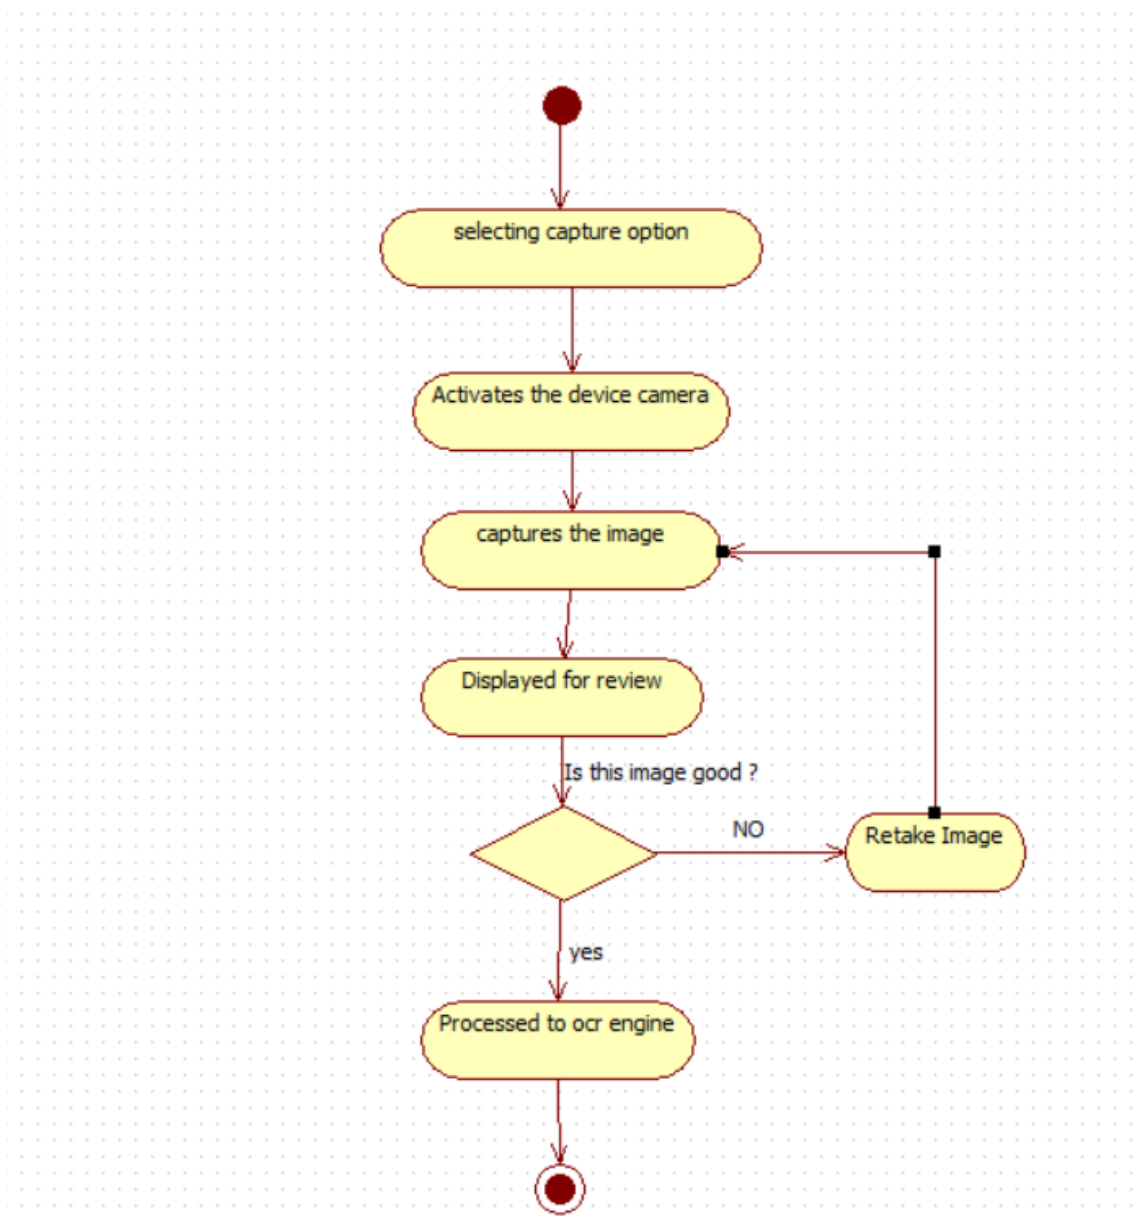 selecting capture option
Activates the device camera
captures the image
Displayed for review
Is this image good ?
NO
Retake Image
yes
Processed to ocr engine